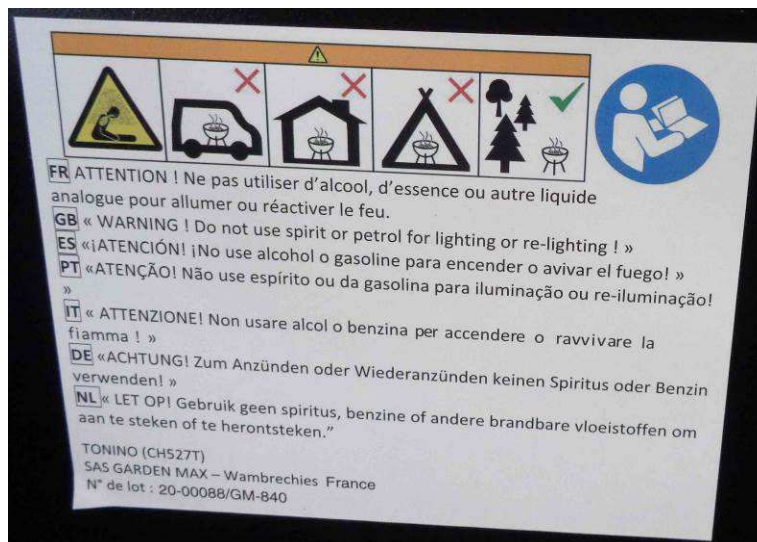 FR ATTENTION ! Ne pas utiliser d'alcool, d'essence ou autre liquide
analogue pour allumer ou réactiver le feu.
GB « WARNING ! Do not use spirit or petrol for lighting or re-lighting ! »
ES «¡ATENCIÓN! ¡No use alcohol o gasoline para encender o avivar el fuego! »
PT «ATENÇÃO! Não use espírito ou da gasolina para iluminação ou re-iluminação!
»
IT « ATTENZIONE! Non usare alcol o benzina per accendere o ravvivare la
fiamma ! »
DE «ACHTUNG! Zum Anzünden oder Wiederanzünden keinen Spiritus oder Benzin
verwenden! »
NL « LET OP! Gebruik geen spiritus, benzine of andere brandbare vloeistoffen om
aan te steken of te herontsteken.”
TONINO (CH527T)
SAS GARDEN MAX – Wambrechies France
N° de lot : 20-00088/GM-840